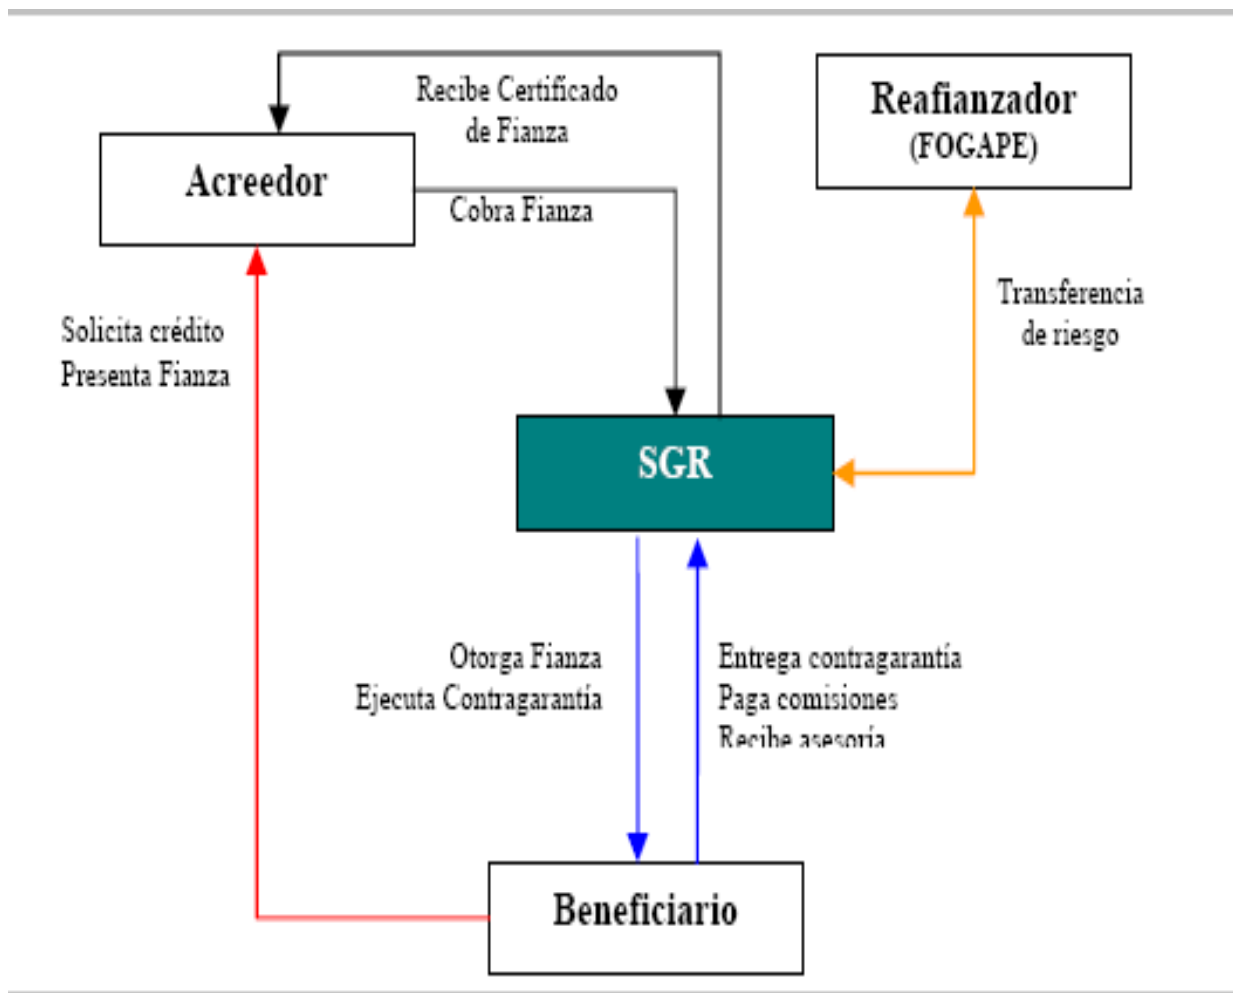 Recibe Certificado
de Fianza
Reafianzador
(FOGAPE)
Acreedor
Cobra Fianza
Solicita crédito
Presenta Fianza
Transferencia
de riesgo
SGR
Otorga Fianza
Ejecuta Contragarantía
Entrega contragarantía
Paga comisiones
Recibe asesoría
Beneficiario